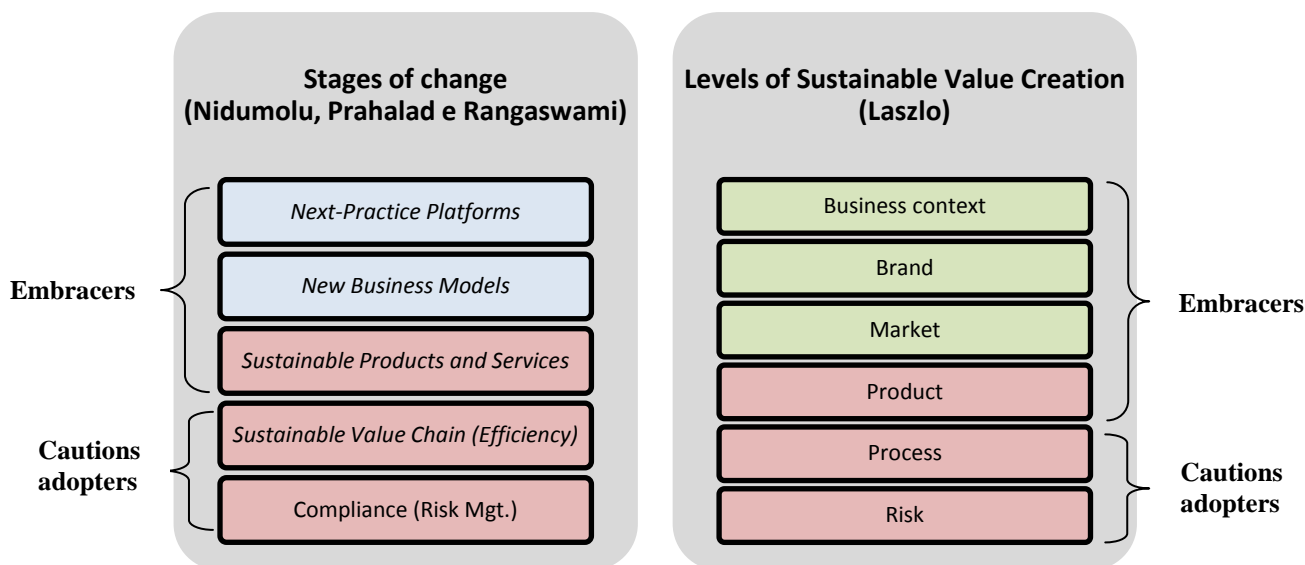 Stages of change
(Nidumolu, Prahalad e Rangaswami)
Next-Practice Platforms
New Business Models
Sustainable Products and Services
Sustainable Value Chain (Efficiency)
Compliance (Risk Mgt.)
Embracers
Cautions
adopters
Levels of Sustainable Value Creation
(Laszlo)
Business context
Brand
Market
Product
Process
Risk
Embracers
Cautions
adopters